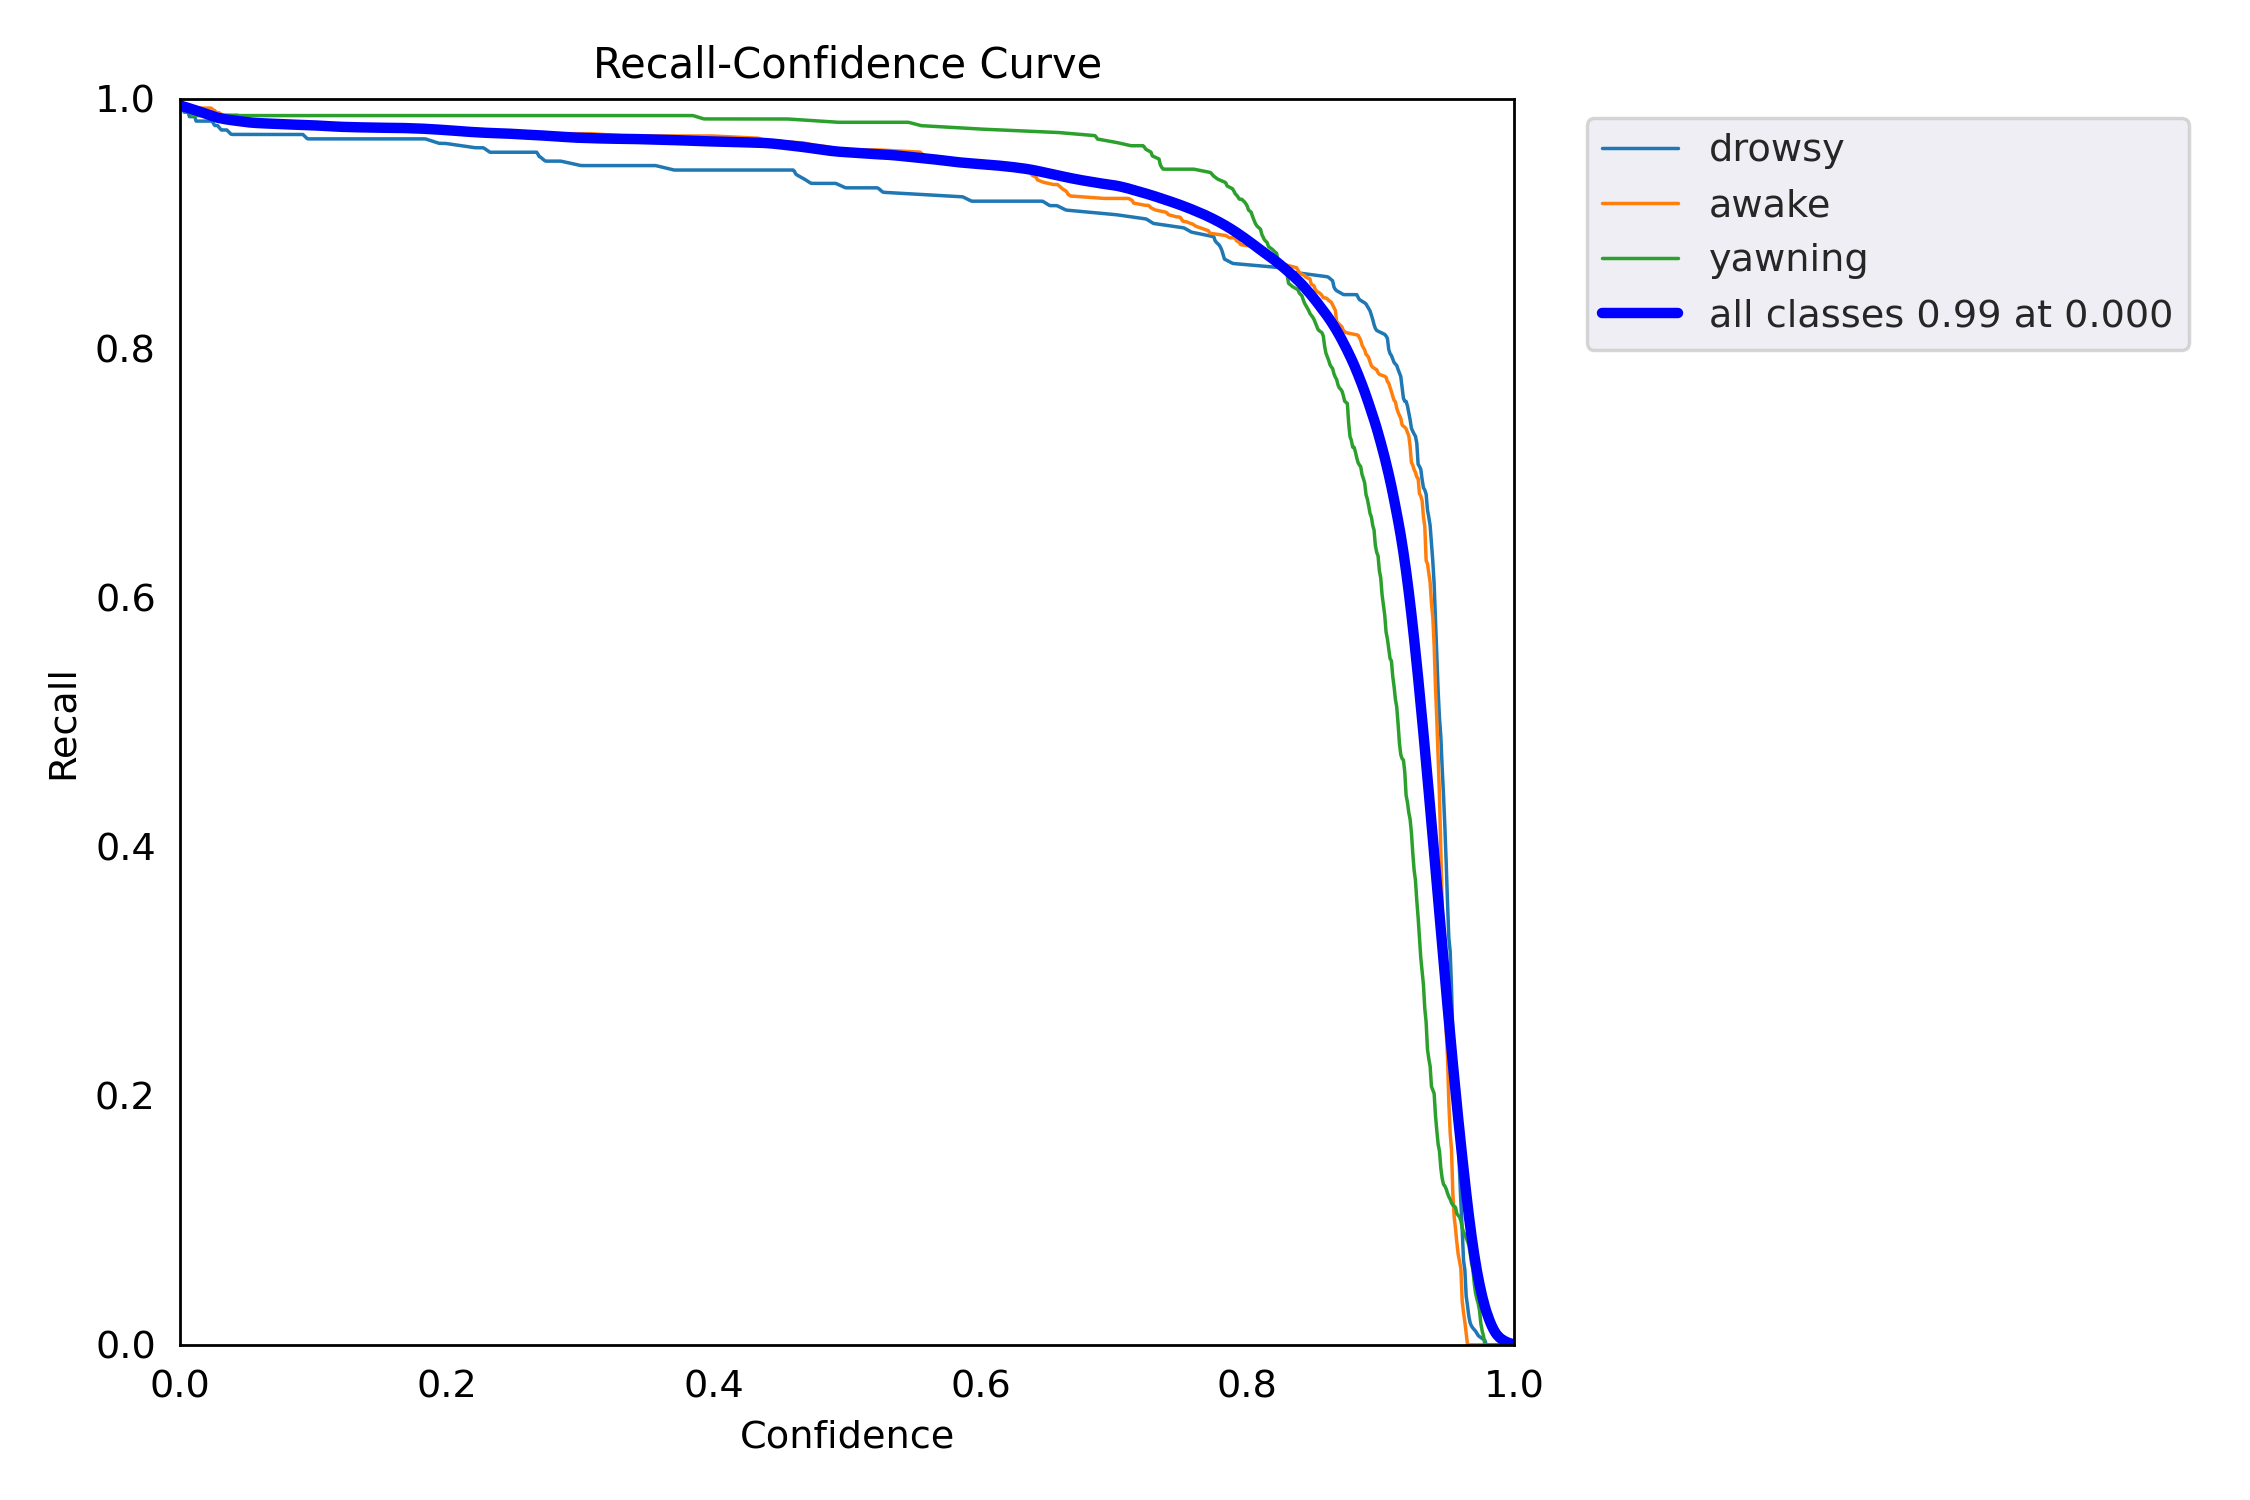 Recall-Confidence Curve
1.0
0.8
0.6
0.4
0.2
0.0
Recall
0.0 0.2 0.4 0.6 0.8 1.0
Confidence
drowsy
awake
yawning
all classes 0.99 at 0.000